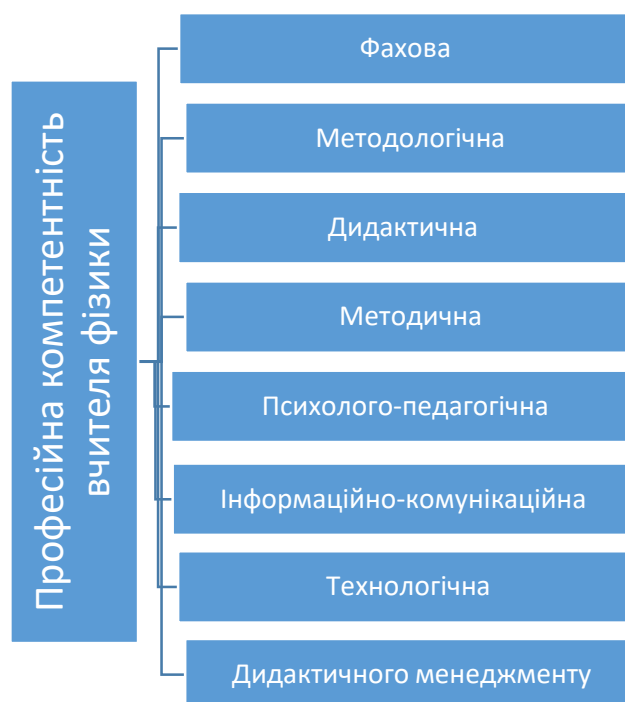 Професійна компетентність
вчителя фізики
Фахова
Методологічна
Дидактична
Методична
Психолого-педагогічна
Інформаційно-комунікаційна
Технологічна
Дидактичного менеджменту